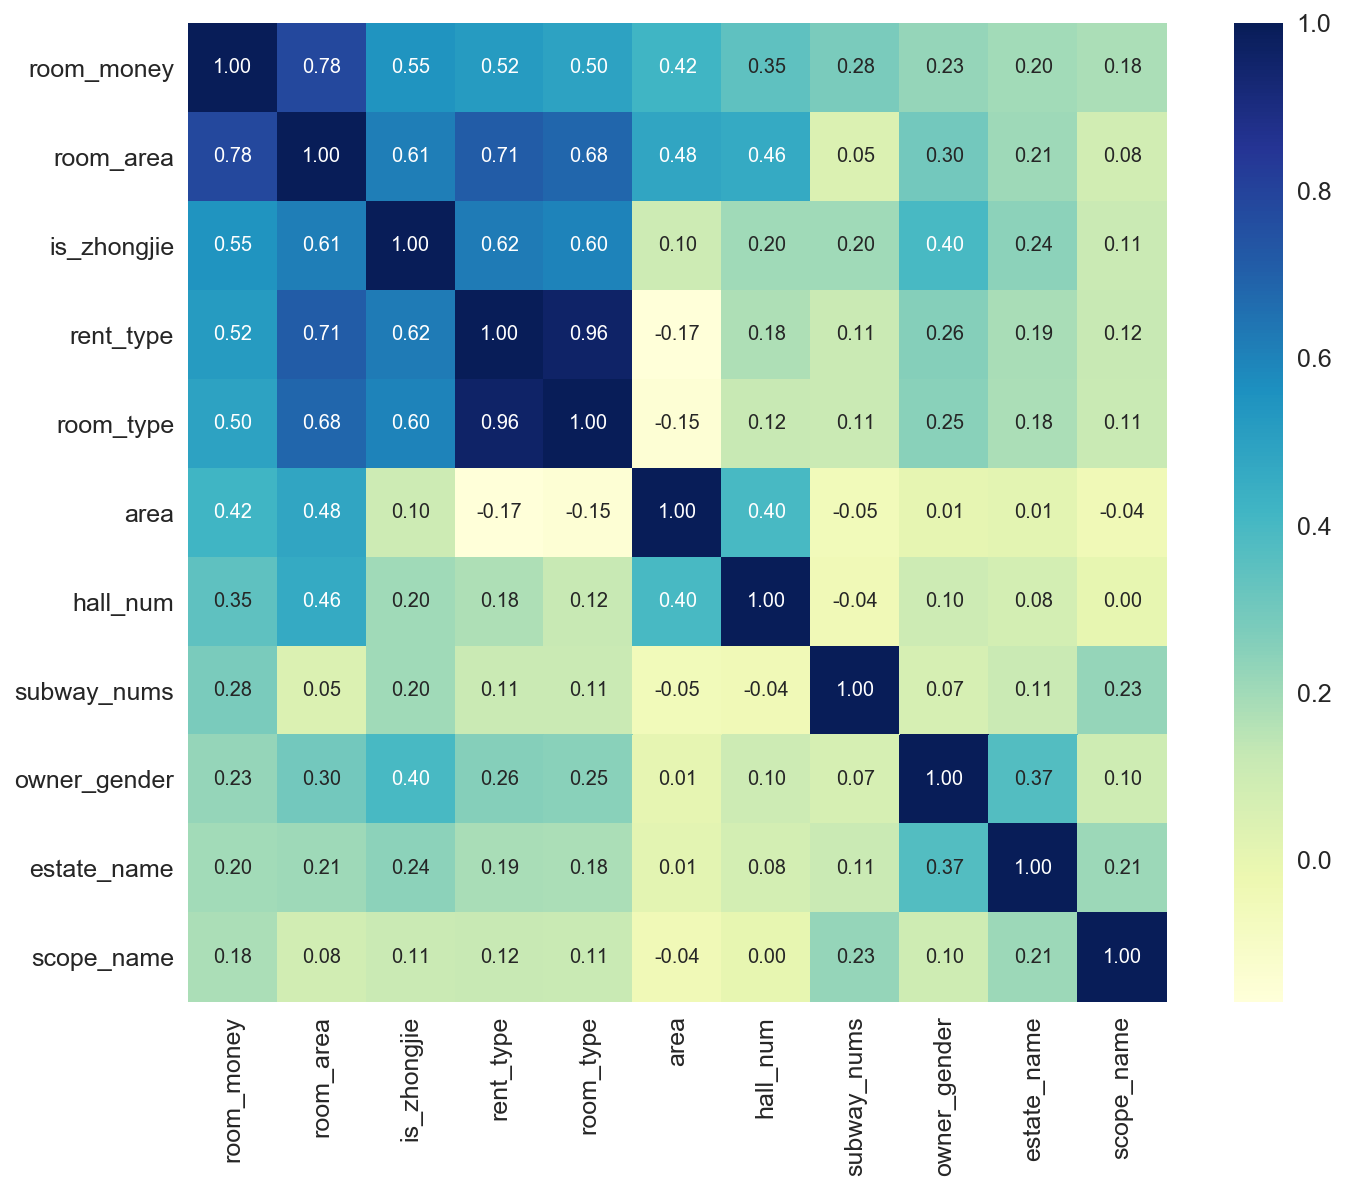 room_money 1.00 0.78 0.55 0.52 0.50 0.42 0.35 0.28 0.23 0.20 0.18
room_area 0.78 1.00 0.61 0.71 0.68 0.48 0.46 0.05 0.30 0.21 0.08
is_zhongjie 0.55 0.61 1.00 0.62 0.60 0.10 0.20 0.20 0.40 0.24 0.11
rent_type 0.52 0.71 0.62 1.00 0.96 -0.17 0.18 0.11 0.26 0.19 0.12
room_type 0.50 0.68 0.60 0.96 1.00 -0.15 0.12 0.11 0.25 0.18 0.11
area 0.42 0.48 0.10 -0.17 -0.15 1.00 0.40 -0.05 0.01 0.01 -0.04
hall_num 0.35 0.46 0.20 0.18 0.12 0.40 1.00 -0.04 0.10 0.08 0.00
subway_nums 0.28 0.05 0.20 0.11 0.11 -0.05 -0.04 1.00 0.07 0.11 0.23
owner_gender 0.23 0.30 0.40 0.26 0.25 0.01 0.10 0.07 1.00 0.37 0.10
estate_name 0.20 0.21 0.24 0.19 0.18 0.01 0.08 0.11 0.37 1.00 0.21
scope_name 0.18 0.08 0.11 0.12 0.11 -0.04 0.00 0.23 0.10 0.21 1.00
room_money
room_area
is_zhongjie
rent_type
room_type
area
hall_num
subway_nums
owner_gender
estate_name
scope_name
1.0
0.8
0.6
0.4
0.2
0.0